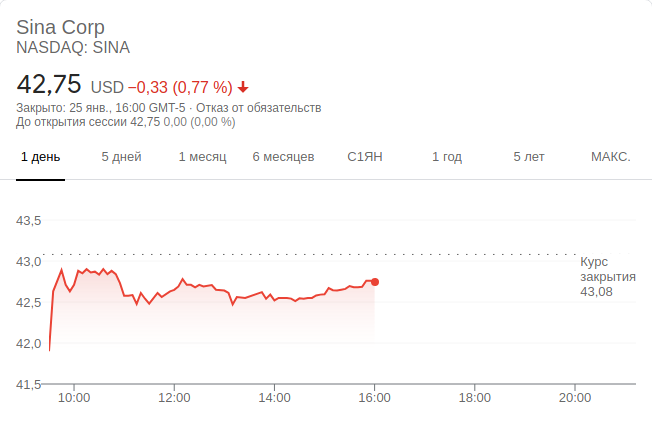 Sina Corp
NASDAQ: SINA
42,75 USD −0,33 (0,77 %)
Закрыто: 25 янв., 16:00 GMT-5 · Отказ от обязательств
До открытия сессии 42,75 0,00 (0,00 %)
1 день 5 дней 1 месяц 6 месяцев С1ЯН 1 год 5 лет МАКС.
43,5
43,0
42,5
42,0
41,5
Курс
закрытия
43,08
10:00 12:00 14:00 16:00 18:00 20:00